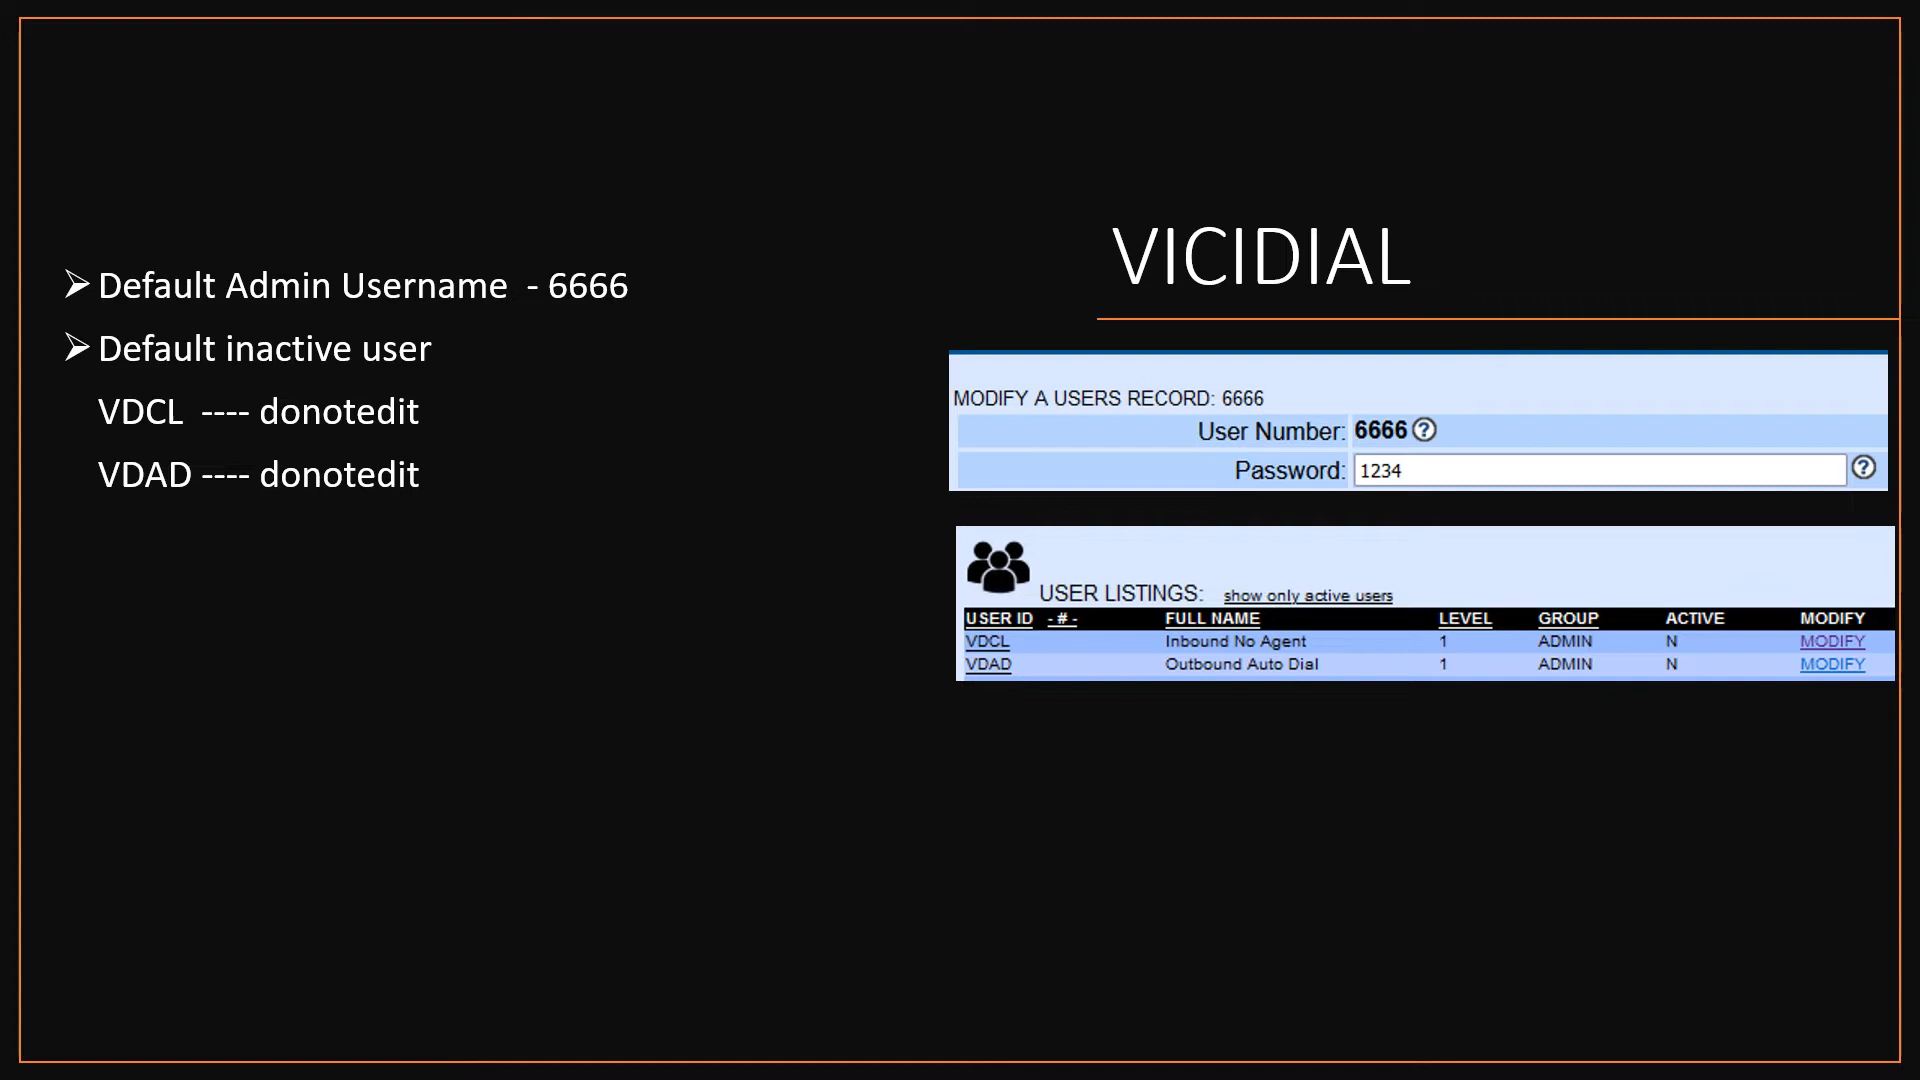 VICIDIAL
➢ Default Admin Username - 6666
➢ Default inactive user
VDCL ---- donotedit
VDAD ---- donotedit
MODIFY A USERS RECORD: 6666
User Number: 6666 ?
Password: 1234 ?
USER LISTINGS: show only active users
USER ID - # - FULL NAME LEVEL GROUP ACTIVE MODIFY
VDCL Inbound No Agent 1 ADMIN N MODIFY
VDAD Outbound Auto Dial 1 ADMIN N MODIFY